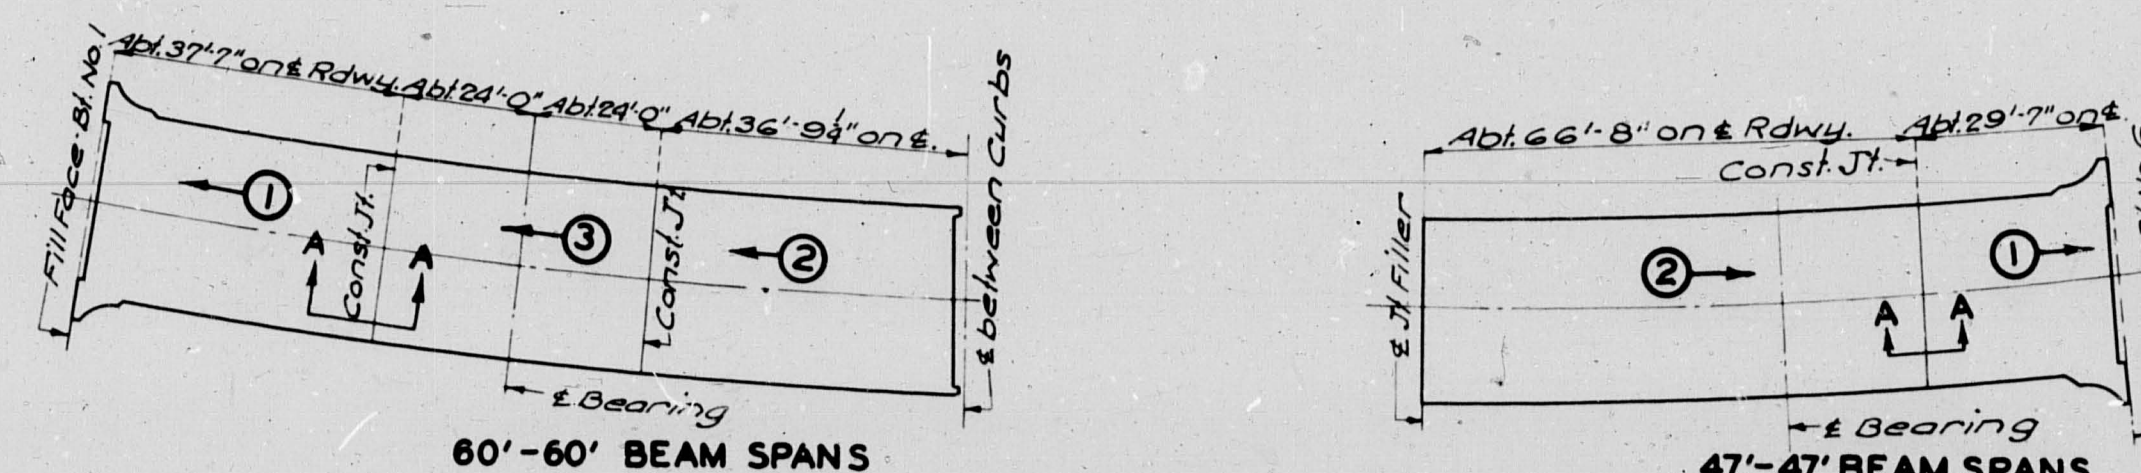 Abt. 37'-7" on ℄ Rdwy. Abt. 24'-0" Abt. 24'-0" Abt. 36'-9¼" on ℄.
Fill Face Bt. No. 1
℄ between Curbs
1
Const. Jt.
A A
3
Const. Jt.
2
℄ Bearing
60'-60' BEAM SPANS
Abt. 66'-8" on ℄ Rdwy. Abt. 29'-7" on ℄.
Const. Jt.
℄ Jt. Filler
2
1
A A
℄ Bearing
47'-47' BEAM SPANS